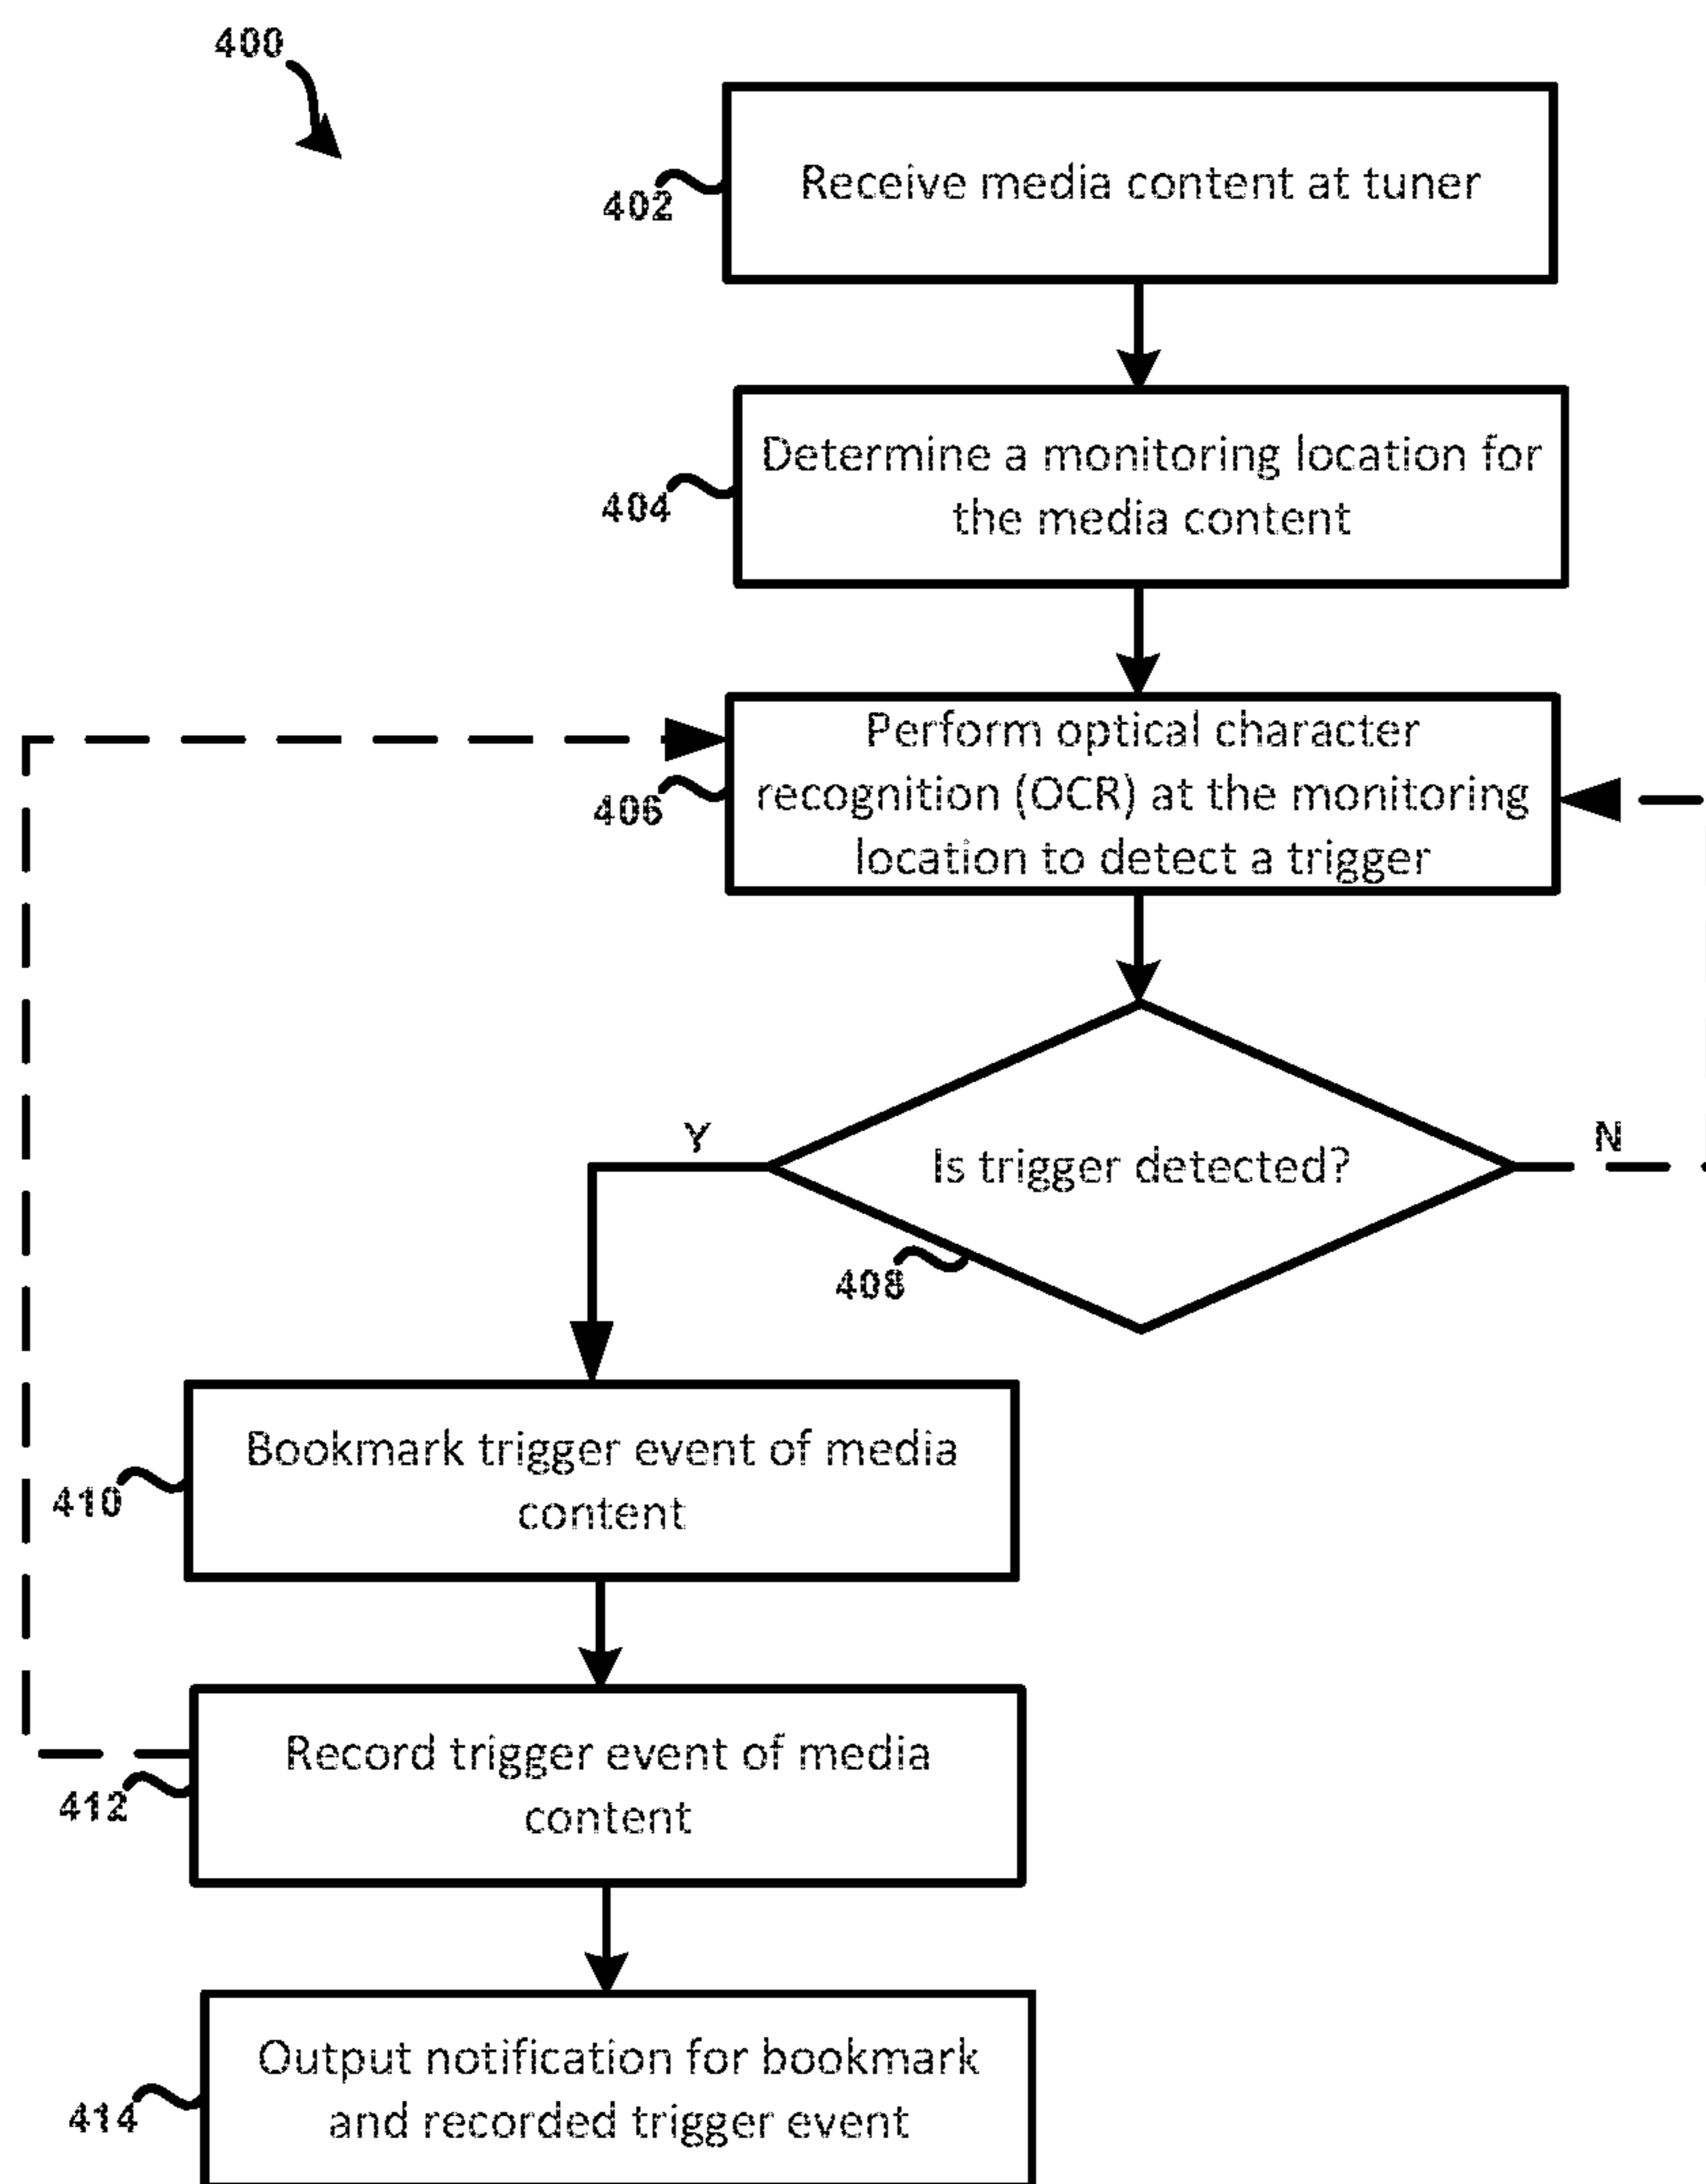 400
Receive media content at tuner
402
Determine a monitoring location for
the media content
404
Perform optical character
recognition (OCR) at the monitoring
location to detect a trigger
406
Y
N
Is trigger detected?
408
Bookmark trigger event of media
content
410
Record trigger event of media
content
412
Output notification for bookmark
and recorded trigger event
414